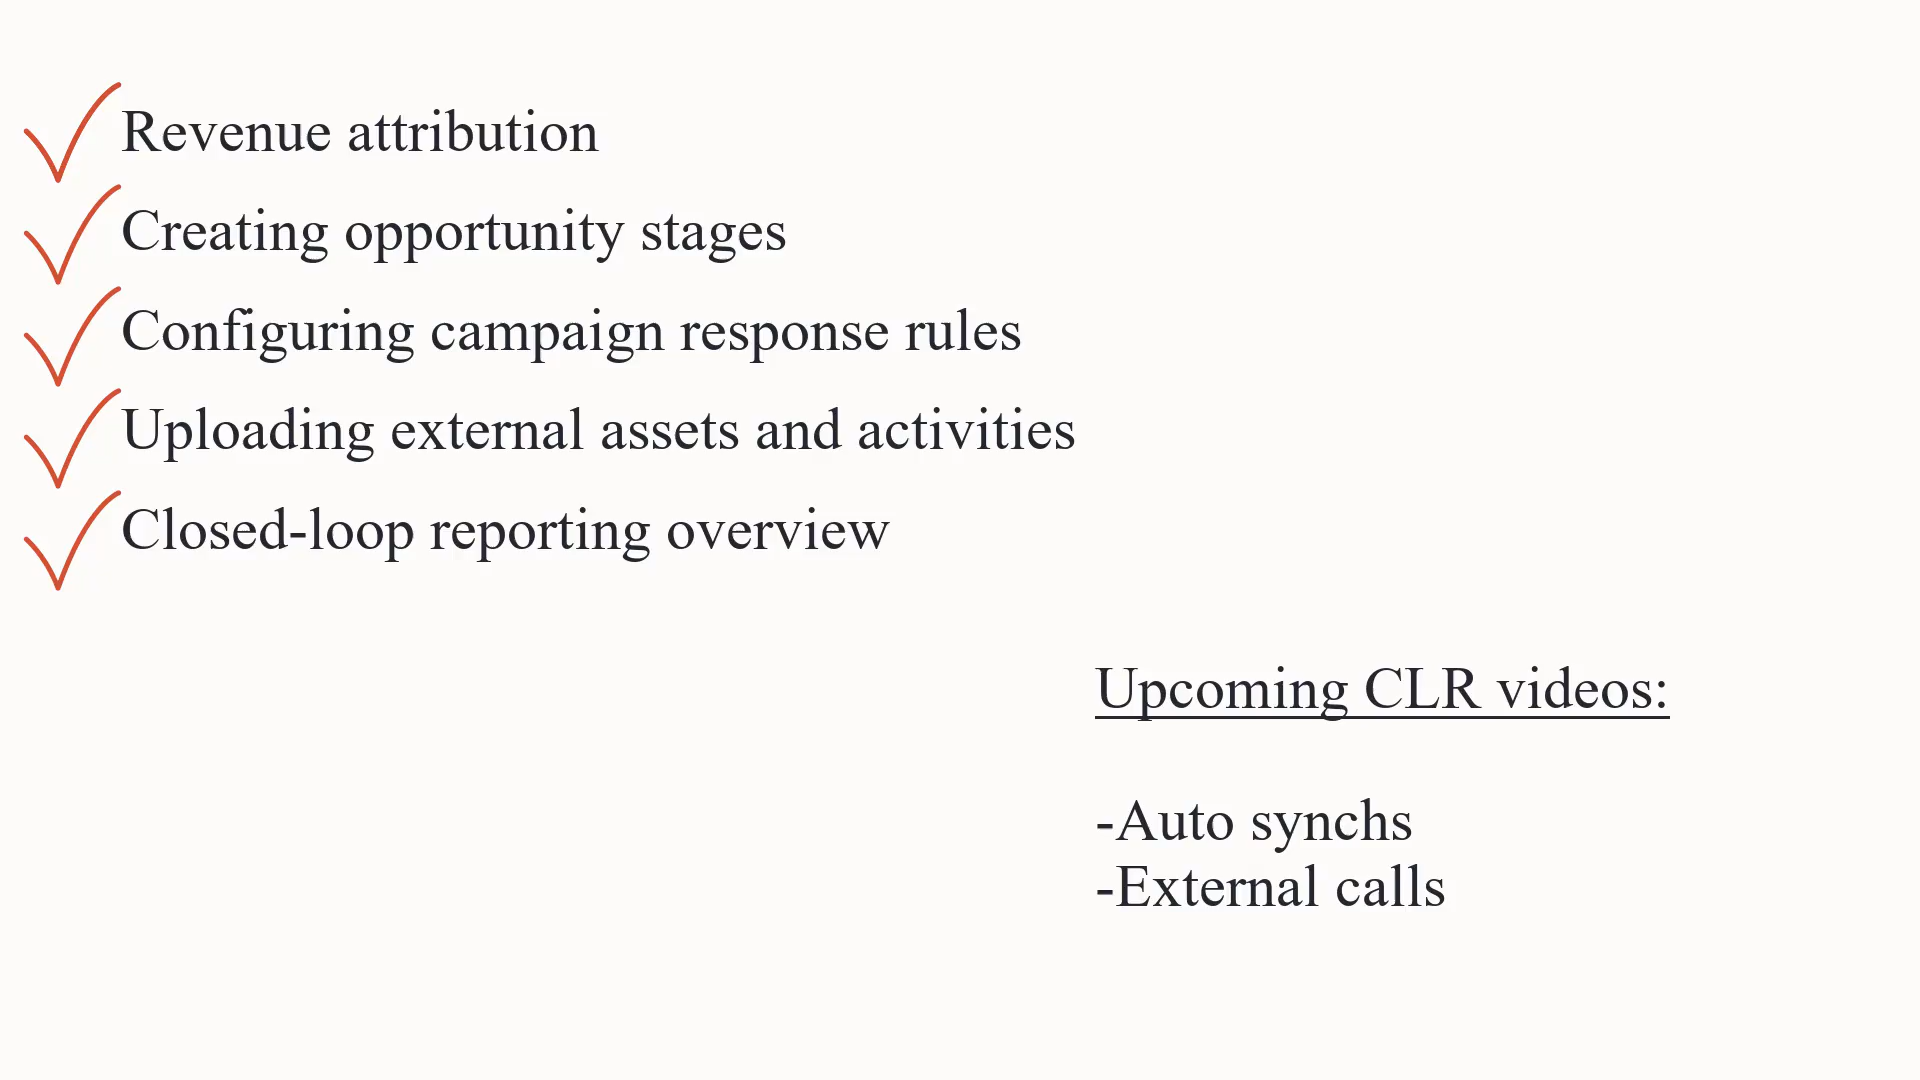 Revenue attribution
Creating opportunity stages
Configuring campaign response rules
Uploading external assets and activities
Closed-loop reporting overview
Upcoming CLR videos:
-Auto synchs
-External calls